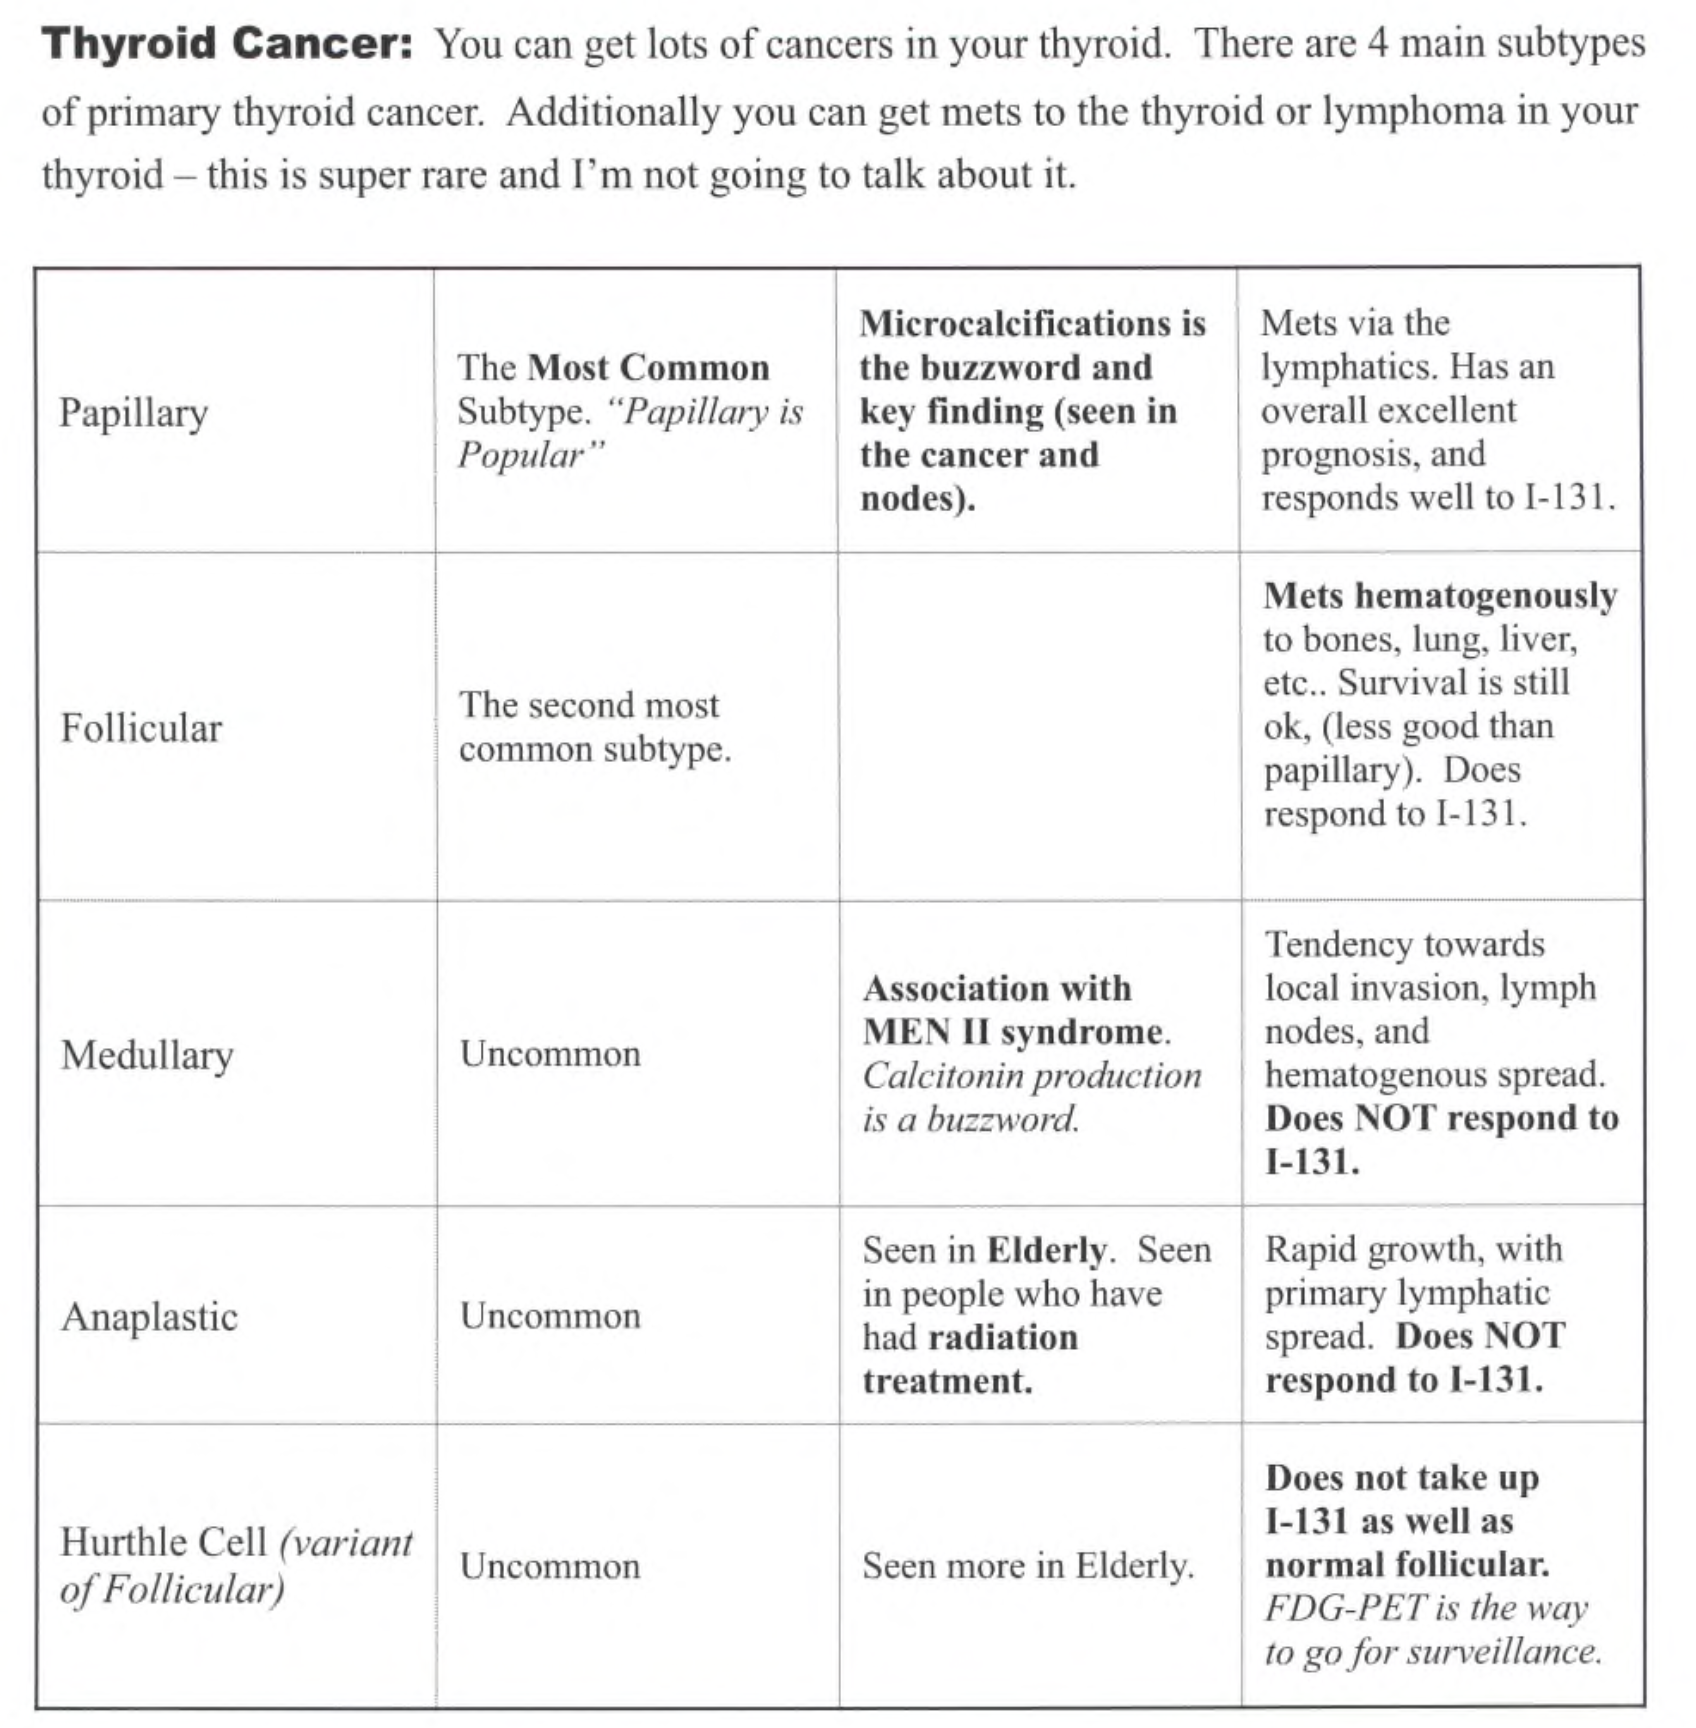 Thyroid Cancer: You can get lots of cancers in your thyroid. There are 4 main subtypes
of primary thyroid cancer. Additionally you can get mets to the thyroid or lymphoma in your
thyroid – this is super rare and I'm not going to talk about it.
Papillary
The Most Common
Subtype. "Papillary is
Popular"
Microcalcifications is
the buzzword and
key finding (seen in
the cancer and
nodes).
Mets via the
lymphatics. Has an
overall excellent
prognosis, and
responds well to I-131.
Follicular
The second most
common subtype.
Mets hematogenously
to bones, lung, liver,
etc.. Survival is still
ok, (less good than
papillary). Does
respond to I-131.
Medullary
Uncommon
Association with
MEN II syndrome.
Calcitonin production
is a buzzword.
Tendency towards
local invasion, lymph
nodes, and
hematogenous spread.
Does NOT respond to
I-131.
Anaplastic
Uncommon
Seen in Elderly. Seen
in people who have
had radiation
treatment.
Rapid growth, with
primary lymphatic
spread. Does NOT
respond to I-131.
Hurthle Cell (variant
of Follicular)
Uncommon
Seen more in Elderly.
Does not take up
I-131 as well as
normal follicular.
FDG-PET is the way
to go for surveillance.